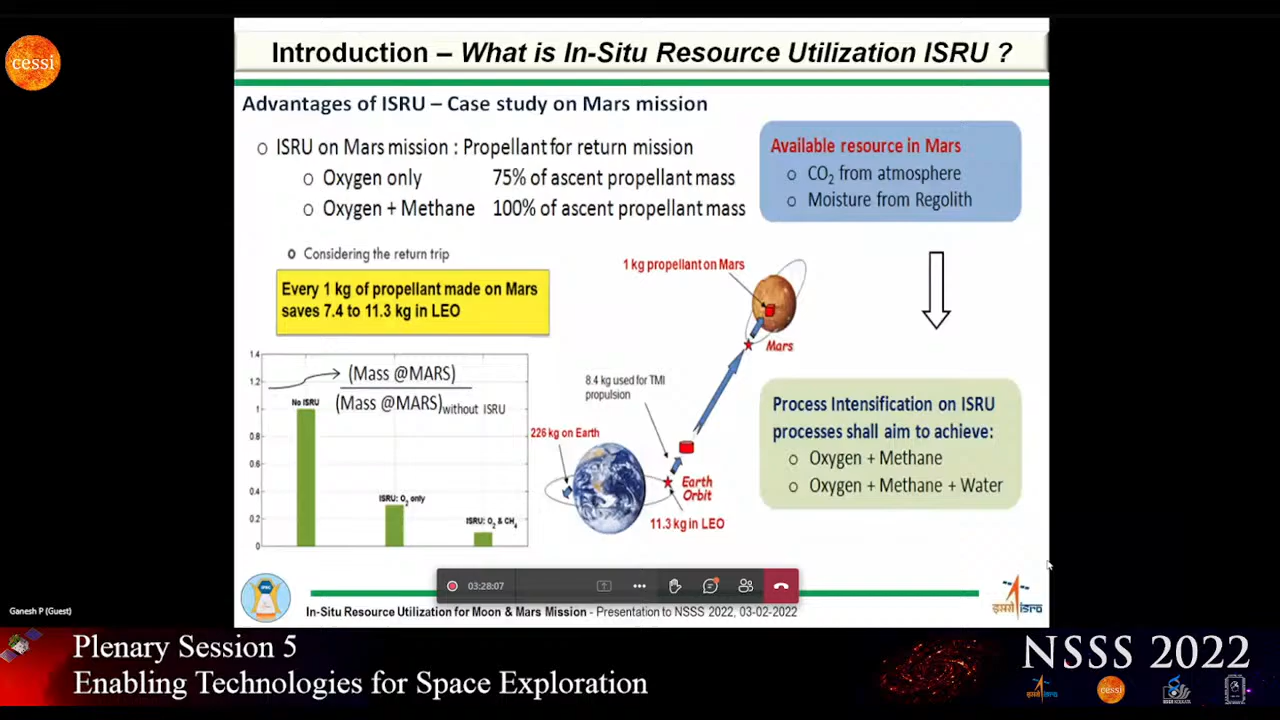 cessi
Introduction – What is In-Situ Resource Utilization ISRU ?
Advantages of ISRU – Case study on Mars mission
ISRU on Mars mission : Propellant for return mission
Oxygen only 75% of ascent propellant mass
Oxygen + Methane 100% of ascent propellant mass
Considering the return trip
Every 1 kg of propellant made on Mars
saves 7.4 to 11.3 kg in LEO
Available resource in Mars
CO₂ from atmosphere
Moisture from Regolith
1 kg propellant on Mars
Mars
8.4 kg used for TMI
propulsion
226 kg on Earth
Earth
Orbit
11.3 kg in LEO
1.4
1.2
1
0.8
0.6
0.4
0.2
0
(Mass @MARS)
(Mass @MARS) without ISRU
No ISRU
ISRU: O₂ only
ISRU: O₂ & CH₄
Process Intensification on ISRU
processes shall aim to achieve:
Oxygen + Methane
Oxygen + Methane + Water
03:28:07
In-Situ Resource Utilization for Moon & Mars Mission - Presentation to NSSS 2022, 03-02-2022
इसरो isro
Ganesh P (Guest)
Plenary Session 5
Enabling Technologies for Space Exploration
NSSS 2022